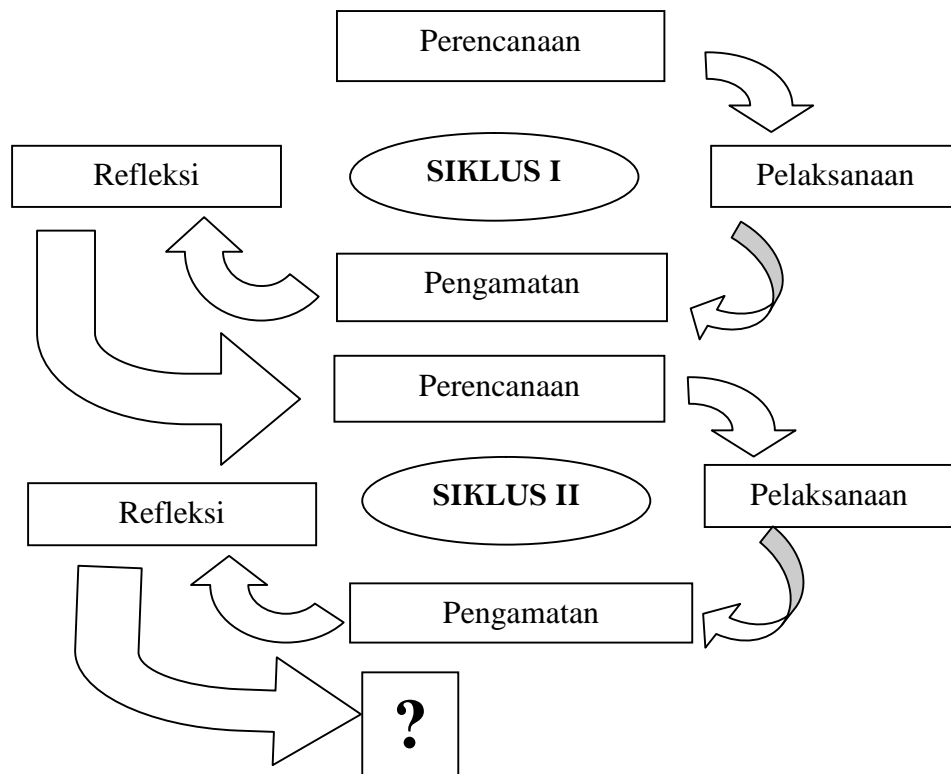 Perencanaan
Refleksi
SIKLUS I
Pelaksanaan
Pengamatan
Perencanaan
Refleksi
SIKLUS II
Pelaksanaan
Pengamatan
?